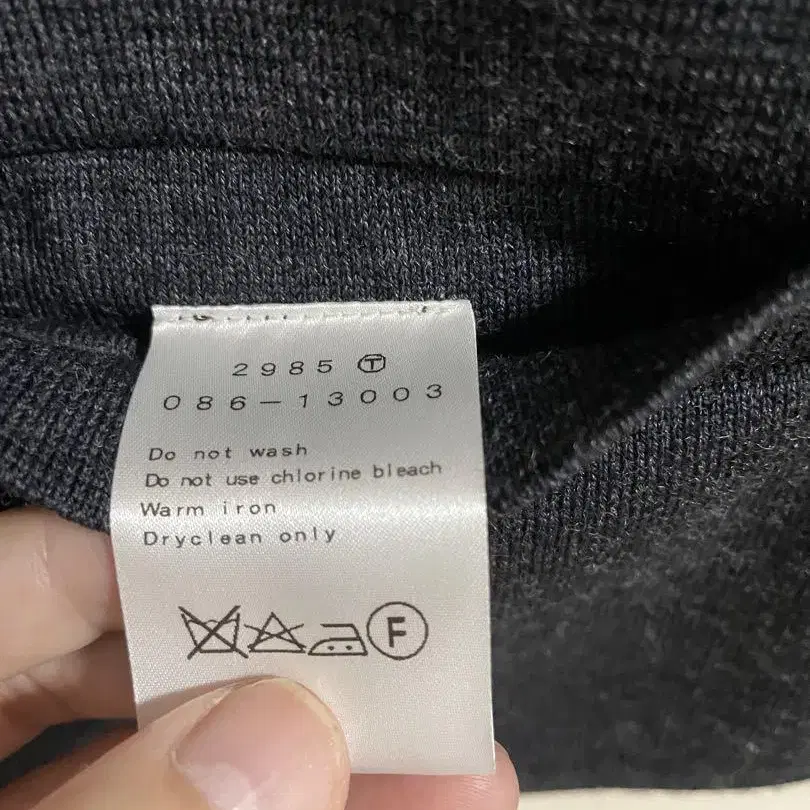 2985 Ⓣ
086-13003
Do not wash
Do not use chlorine bleach
Warm iron
Dryclean only
F